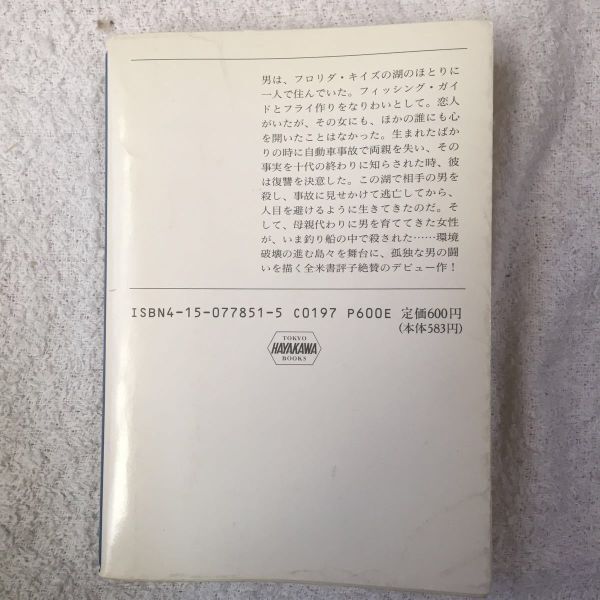 男は、フロリダ・キイズの湖のほとりに
一人で住んでいた。フィッシング・ガイ
ドとフライ作りをなりわいとして。恋人
がいたが、その女にも、ほかの誰にも心
を開いたことはなかった。生まれたばか
りの時に自動車事故で両親を失い、その
事実を十代の終わりに知らされた時、彼
は復讐を決意した。この湖で相手の男を
殺し、事故に見せかけて逃亡してから、
人目を避けるように生きてきたのだ。そ
して、母親代わりに男を育ててきた女性
が、いま釣り船の中で殺された……環境
破壊の進む島々を舞台に、孤独な男の闘
いを描く全米書評子絶賛のデビュー作！
ISBN4-15-077851-5 C0197 P600E 定価600円
(本体583円)
TOKYO
HAYAKAWA
BOOKS